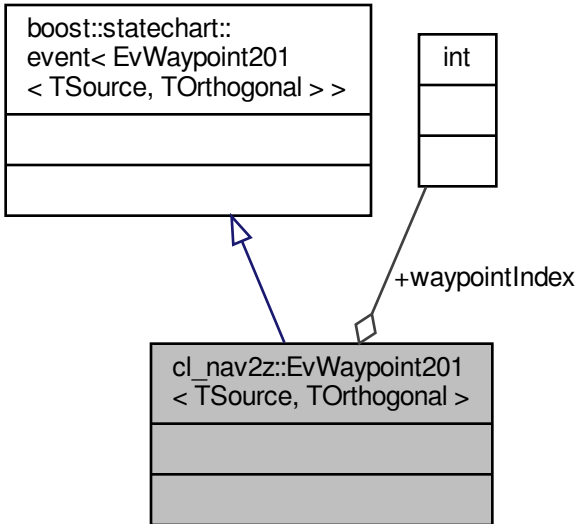 boost::statechart::
event< EvWaypoint201
< TSource, TOrthogonal > >
int
+waypointIndex
cl_nav2z::EvWaypoint201
< TSource, TOrthogonal >